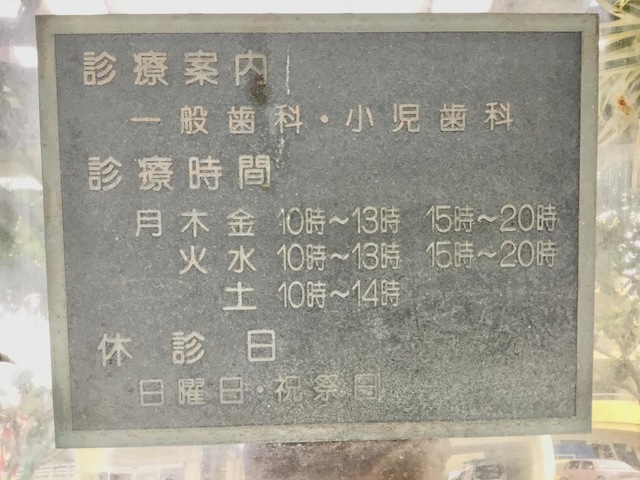 診療案内
一般歯科・小児歯科
診療時間
月木金 10時〜13時 15時〜20時
火水 10時〜13時 15時〜20時
土 10時〜14時
休診日
日曜日・祝祭日